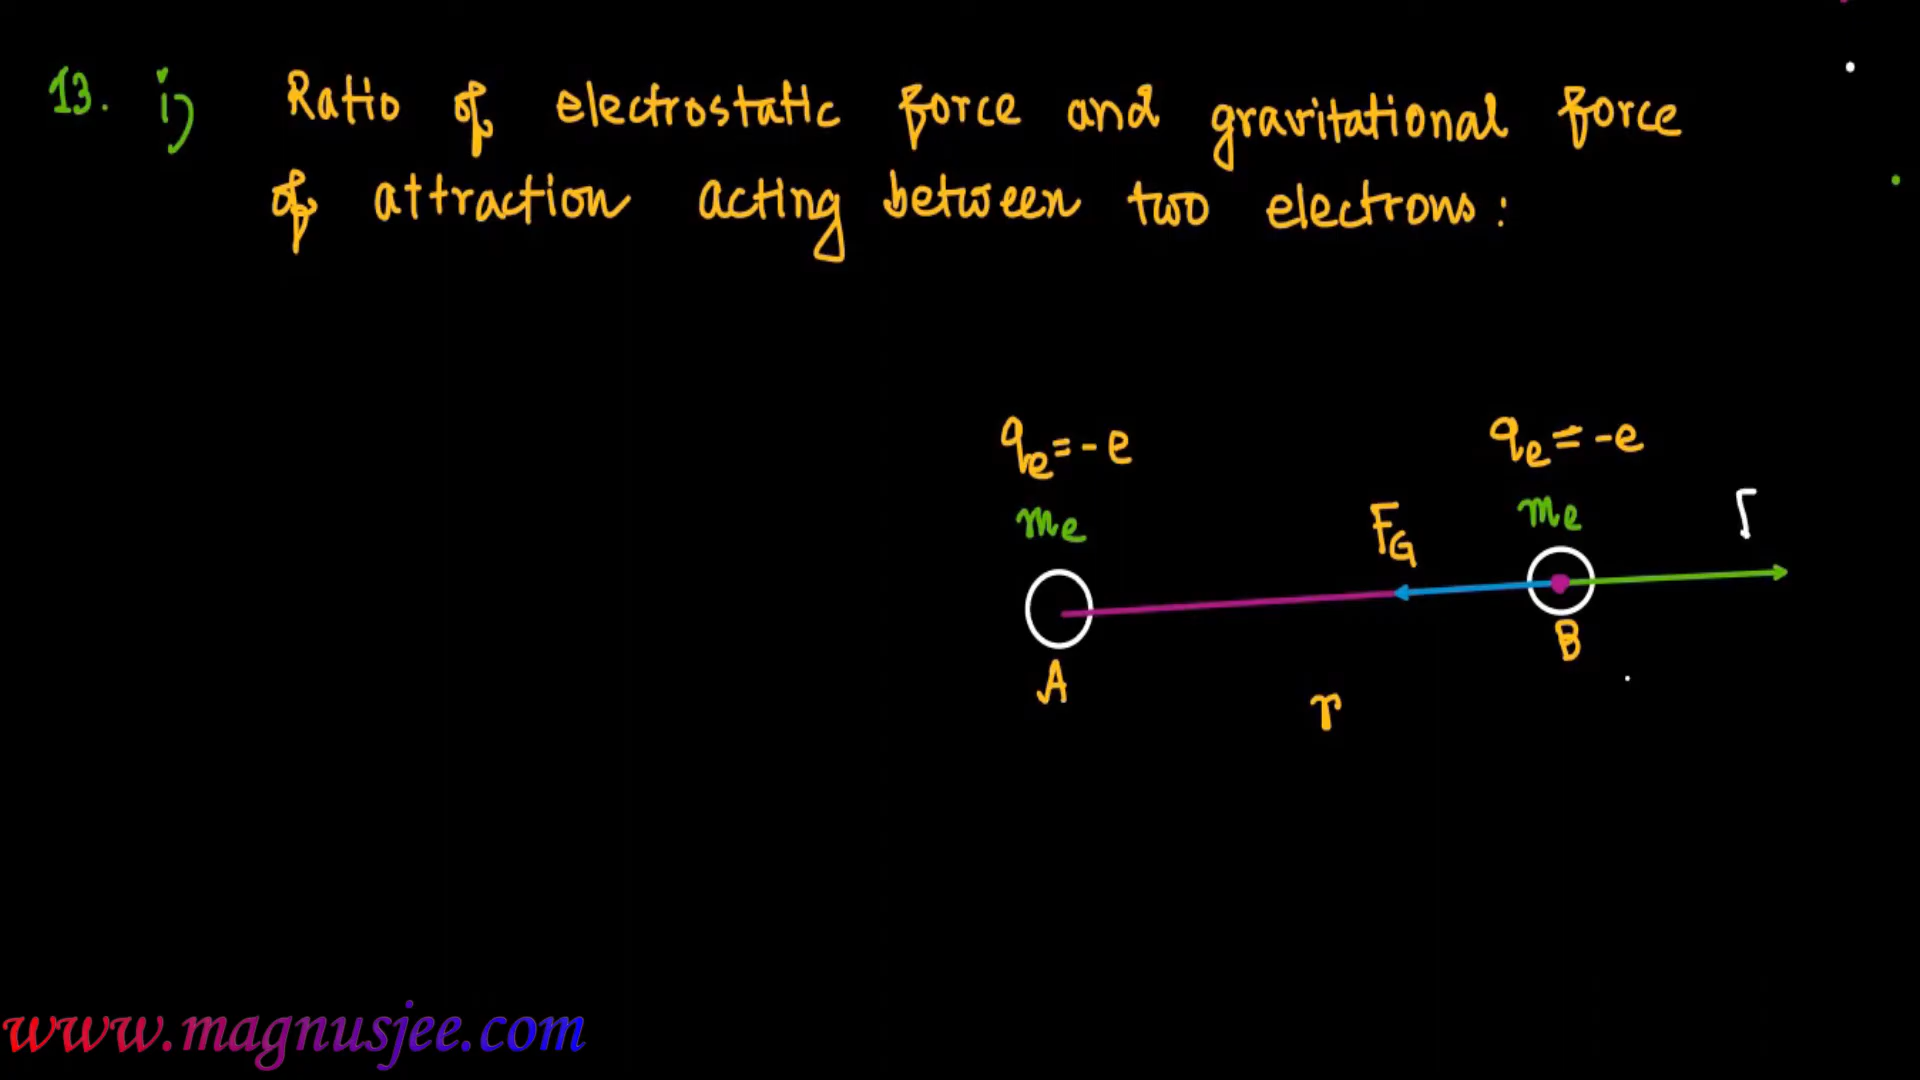 13. i) Ratio of electrostatic force and gravitational force
of attraction acting between two electrons:
qe=-e
qe=-e
me
me
FG
A
B
r
www.magnusjee.com